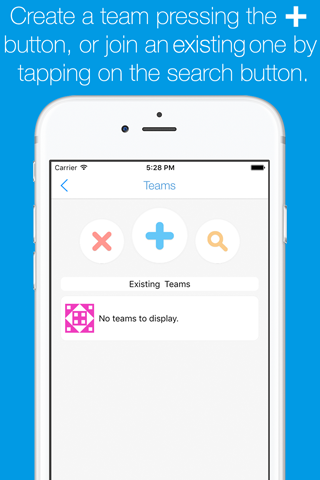 Create a team pressing the +
button, or join an existing one by
tapping on the search button.
Carrier 5:28 PM
Teams
Existing Teams
No teams to display.